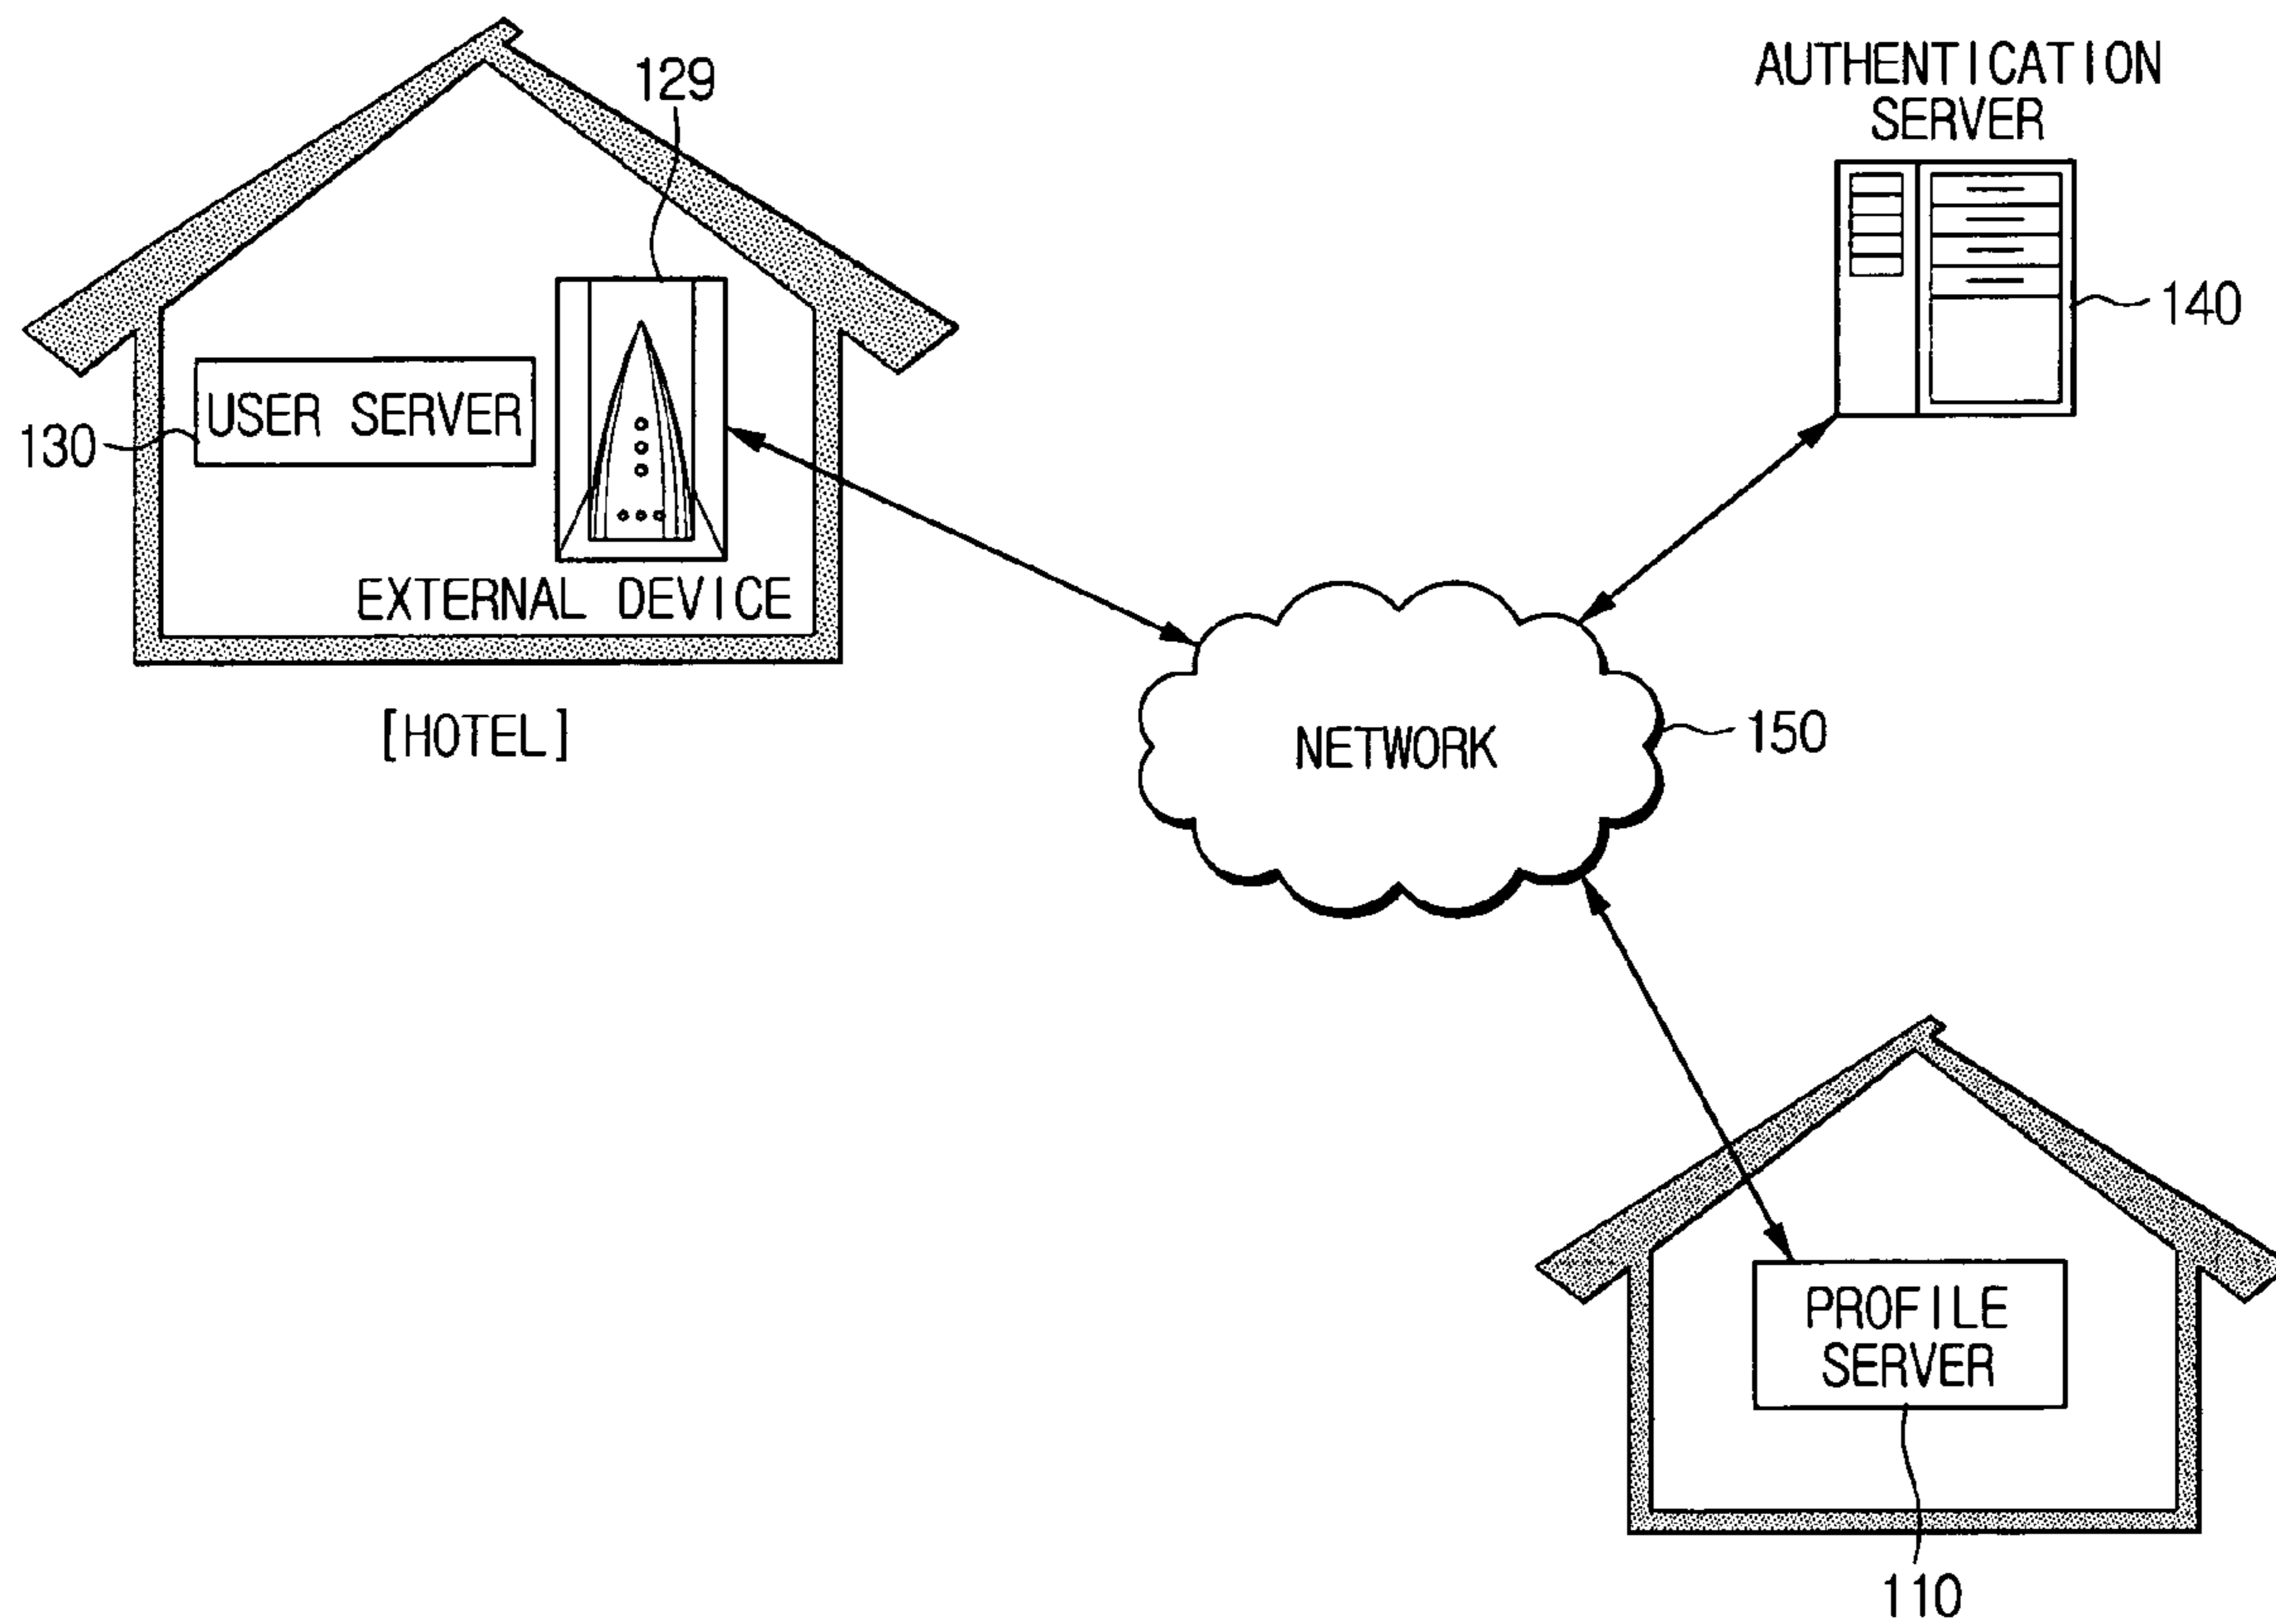 129
AUTHENTICATION
SERVER
140
USER SERVER
130
EXTERNAL DEVICE
[HOTEL]
NETWORK
150
PROFILE
SERVER
110